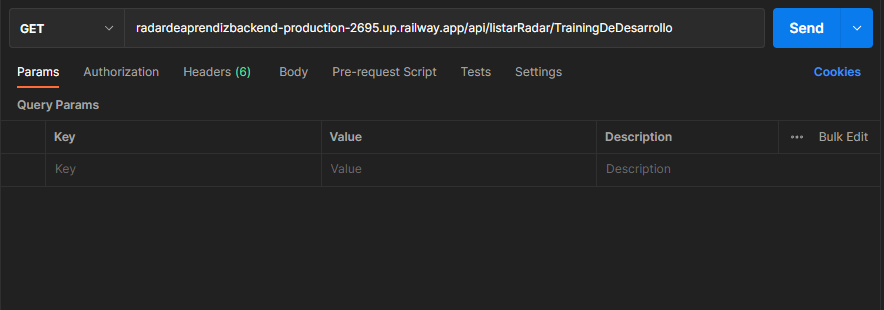 GET radardeaprendizbackend-production-2695.up.railway.app/api/listarRadar/TrainingDeDesarrollo Send
Params Authorization Headers (6) Body Pre-request Script Tests Settings Cookies
Query Params
Key Value Description ••• Bulk Edit
Key Value Description